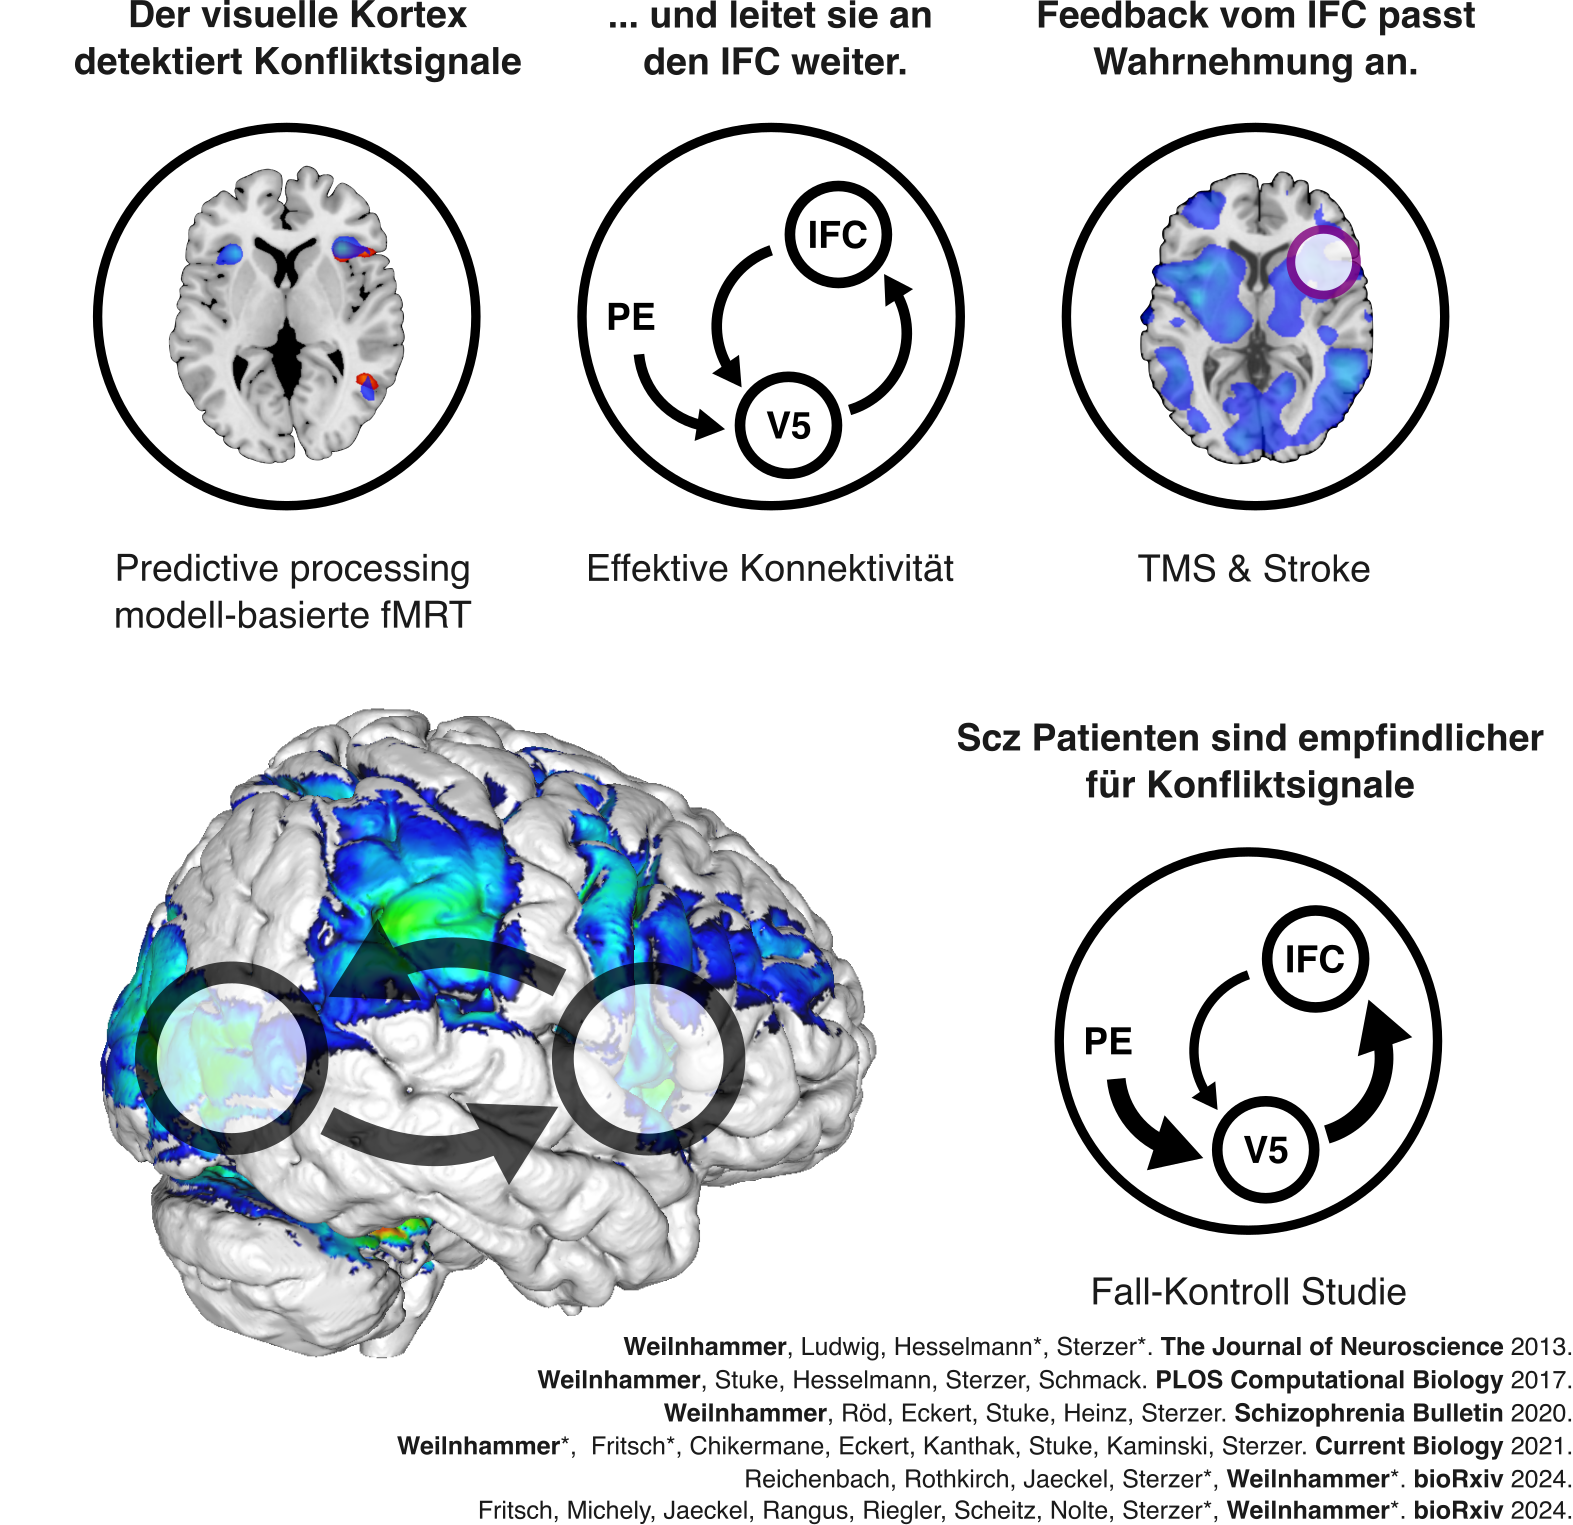 Der visuelle Kortex
detektiert Konfliktsignale
... und leitet sie an
den IFC weiter.
Feedback vom IFC passt
Wahrnehmung an.
IFC
PE
V5
Predictive processing
modell-basierte fMRT
Effektive Konnektivität
TMS & Stroke
Scz Patienten sind empfindlicher
für Konfliktsignale
IFC
PE
V5
Fall-Kontroll Studie
Weilnhammer, Ludwig, Hesselmann*, Sterzer*. The Journal of Neuroscience 2013.
Weilnhammer, Stuke, Hesselmann, Sterzer, Schmack. PLOS Computational Biology 2017.
Weilnhammer, Röd, Eckert, Stuke, Heinz, Sterzer. Schizophrenia Bulletin 2020.
Weilnhammer*, Fritsch*, Chikermane, Eckert, Kanthak, Stuke, Kaminski, Sterzer. Current Biology 2021.
Reichenbach, Rothkirch, Jaeckel, Sterzer*, Weilnhammer*. bioRxiv 2024.
Fritsch, Michely, Jaeckel, Rangus, Riegler, Scheitz, Nolte, Sterzer*, Weilnhammer*. bioRxiv 2024.